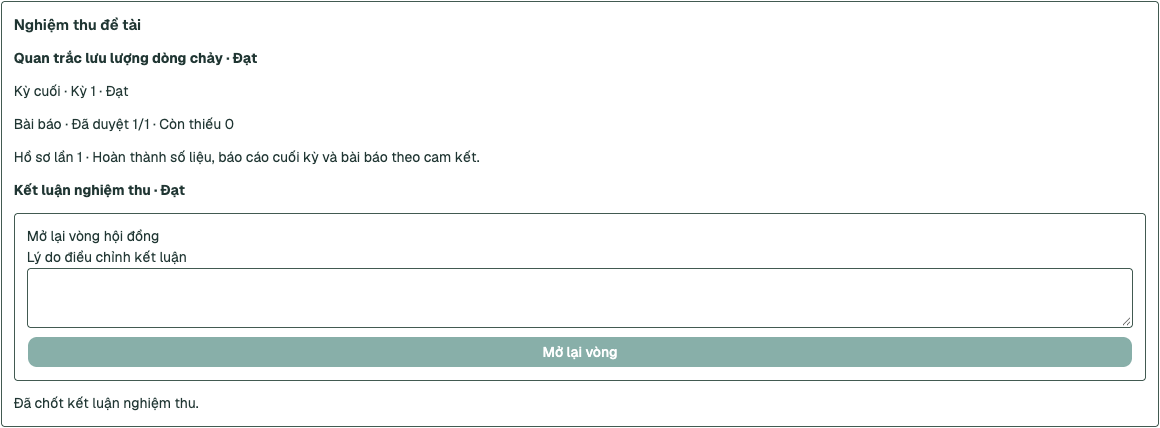 Nghiệm thu đề tài
Quan trắc lưu lượng dòng chảy · Đạt
Kỳ cuối · Kỳ 1 · Đạt
Bài báo · Đã duyệt 1/1 · Còn thiếu 0
Hồ sơ lần 1 · Hoàn thành số liệu, báo cáo cuối kỳ và bài báo theo cam kết.
Kết luận nghiệm thu · Đạt
Mở lại vòng hội đồng
Lý do điều chỉnh kết luận
Mở lại vòng
Đã chốt kết luận nghiệm thu.